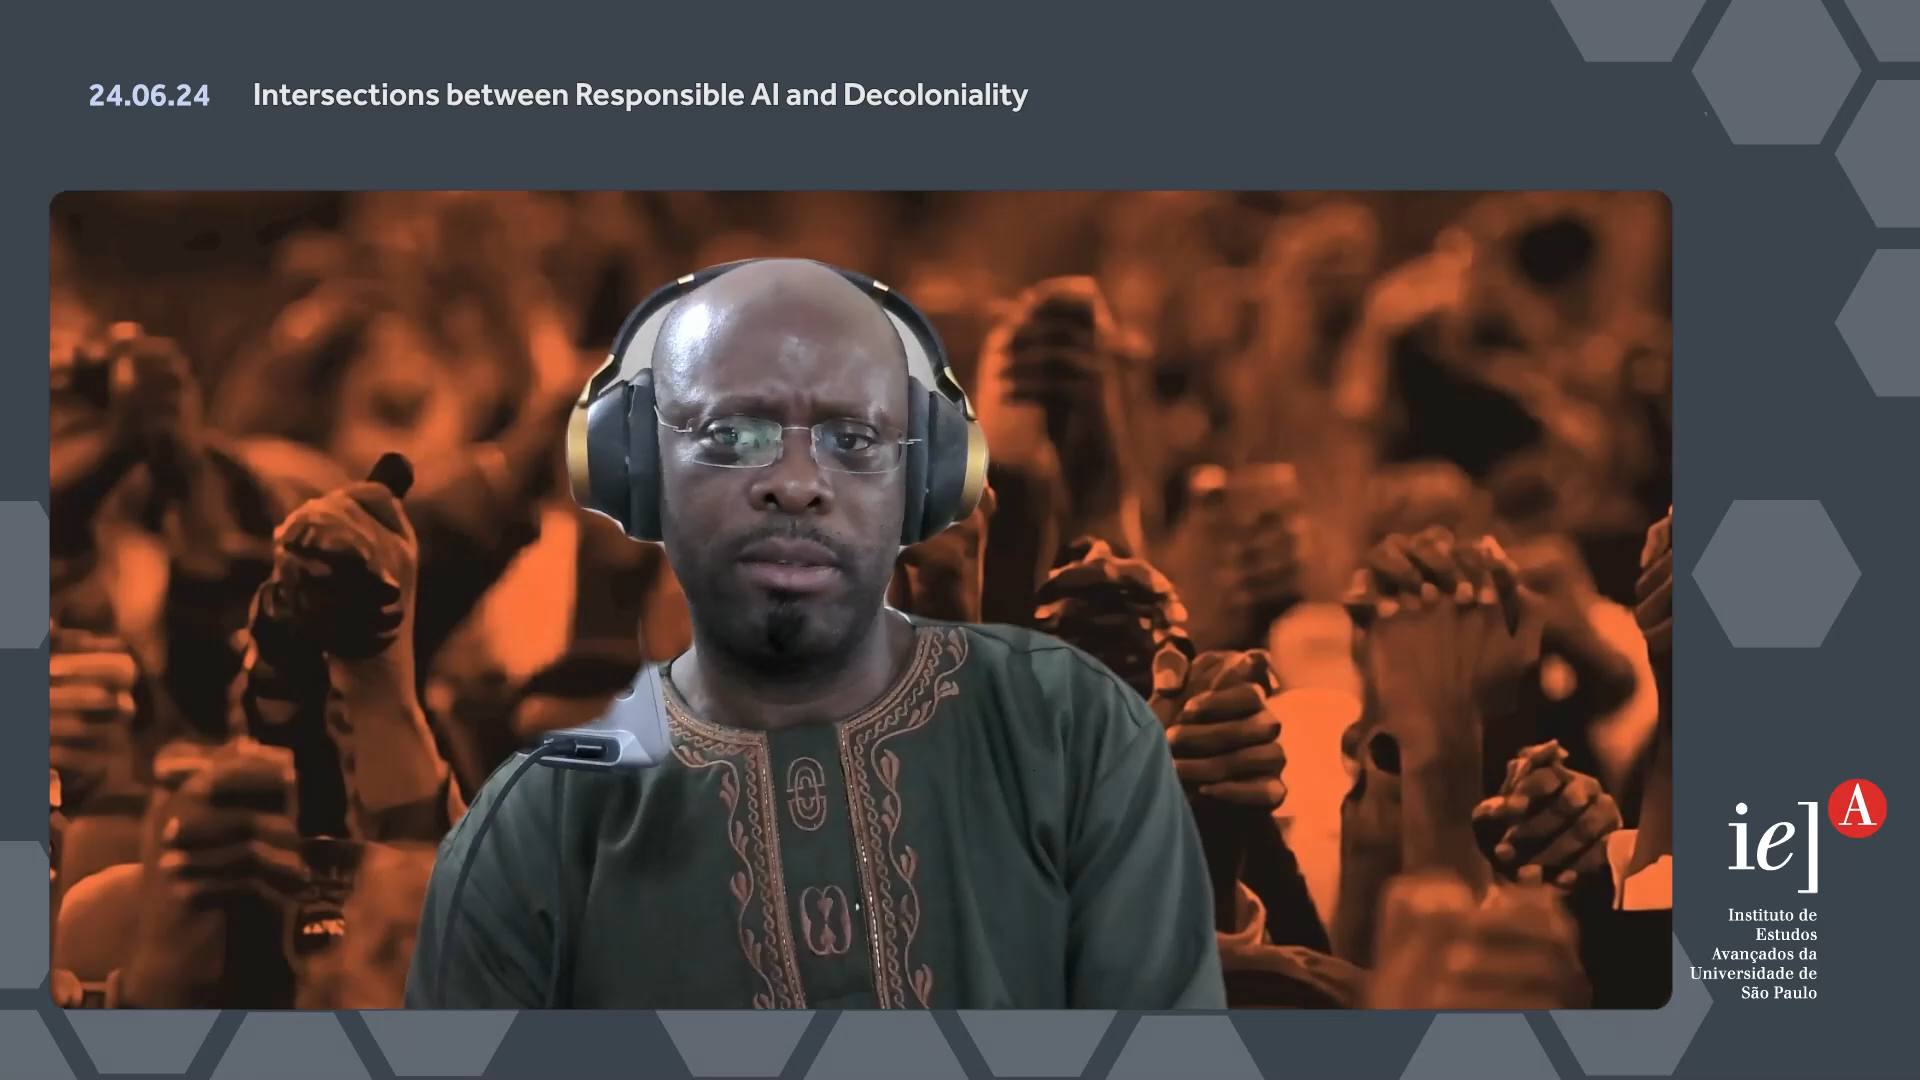 24.06.24 Intersections between Responsible AI and Decoloniality
ie] A
Instituto de
Estudos
Avançados da
Universidade de
São Paulo